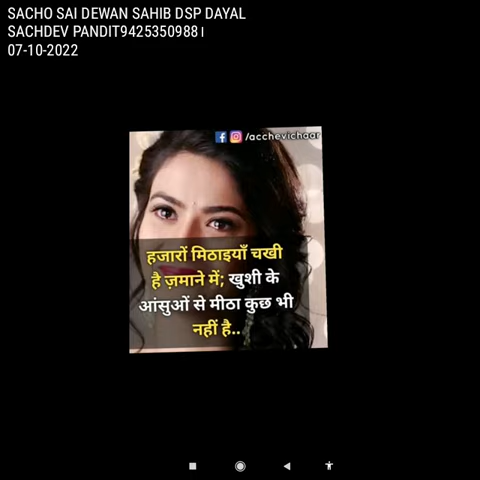 SACHO SAI DEWAN SAHIB DSP DAYAL
SACHDEV PANDIT9425350988।
07-10-2022
/acchevichaar
हजारों मिठाइयाँ चखी
है ज़माने में; खुशी के
आंसुओं से मीठा कुछ भी
नहीं है..